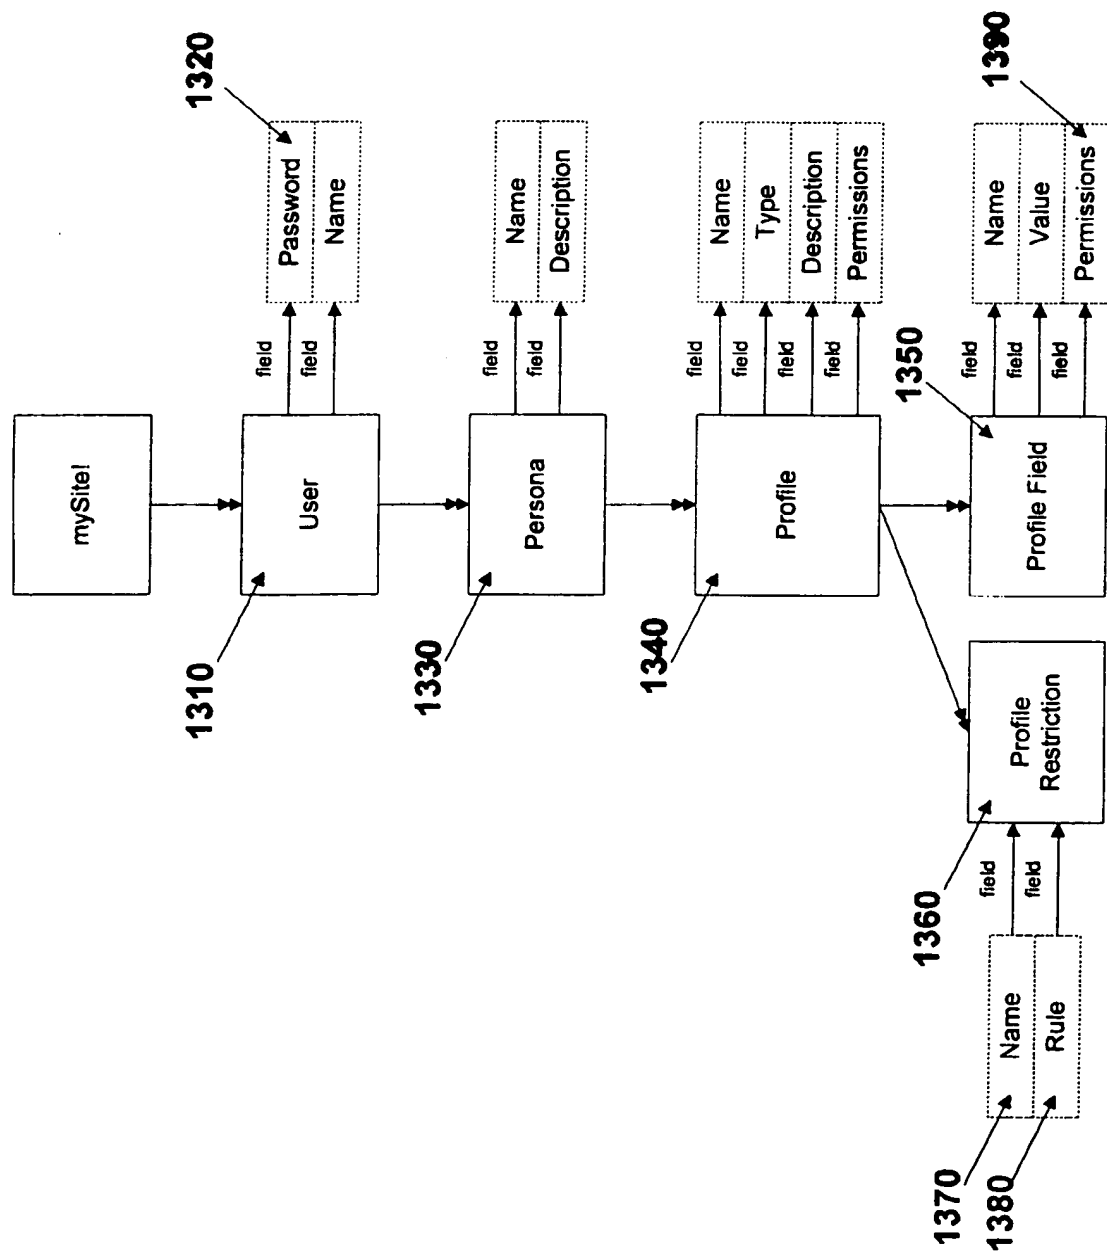 mySite!
1320
Password
Name
field
field
User
1310
Name
Description
field
field
Persona
1330
Name
Type
Description
Permissions
field
field
field
field
Profile
1340
1390
Name
Value
Permissions
field
field
field
1350
Profile Field
Profile
Restriction
1360
field
field
Name
Rule
1370
1380